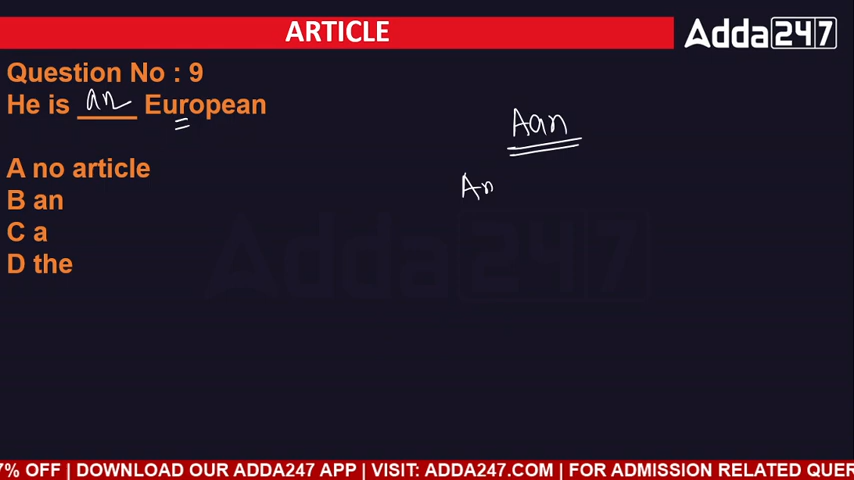 ARTICLE
Adda247
Question No : 9
He is an European
Aan
An
A no article
B an
C a
D the
Adda247
7% OFF | DOWNLOAD OUR ADDA247 APP | VISIT: ADDA247.COM | FOR ADMISSION RELATED QUER